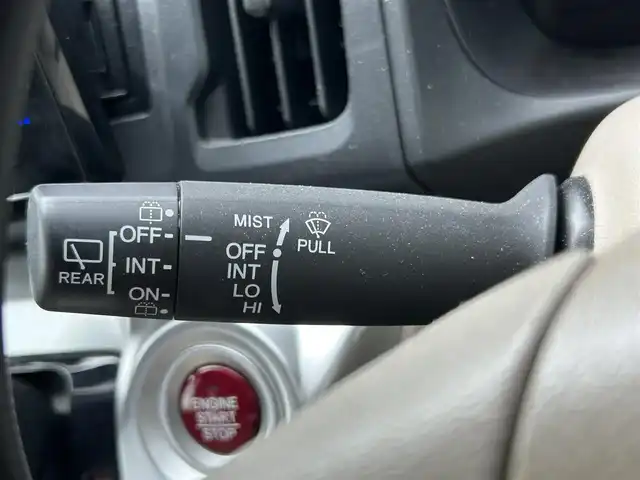 OFF
INT
ON
REAR
MIST
OFF
INT
LO
HI
PULL
ENGINE
START
STOP